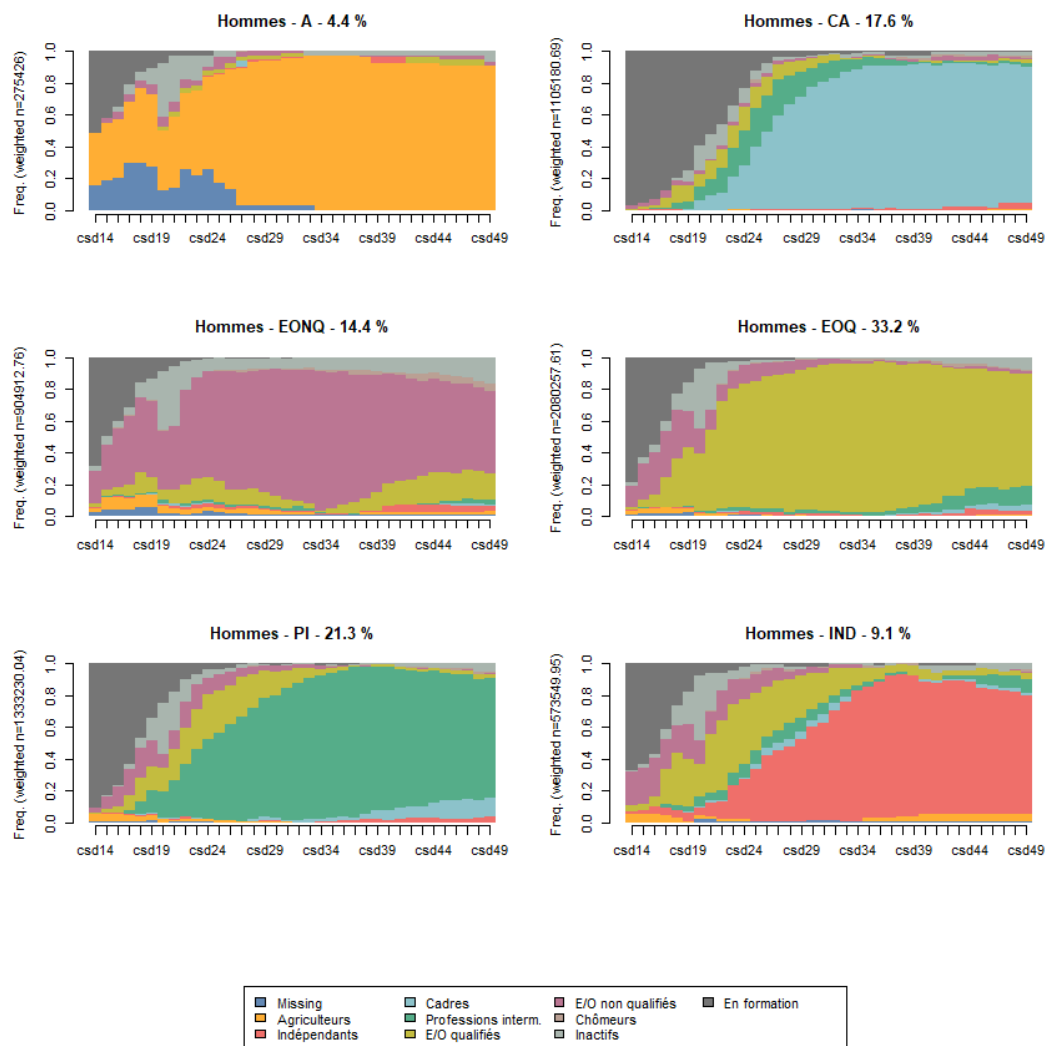 Hommes - A - 4.4 %
Freq. (weighted n=275426)
0.0 0.2 0.4 0.6 0.8 1.0
csd14 csd19 csd24 csd29 csd34 csd39 csd44 csd49
Hommes - CA - 17.6 %
Freq. (weighted n=1105180.69)
0.0 0.2 0.4 0.6 0.8 1.0
csd14 csd19 csd24 csd29 csd34 csd39 csd44 csd49
Hommes - EONQ - 14.4 %
Freq. (weighted n=904912.76)
0.0 0.2 0.4 0.6 0.8 1.0
csd14 csd19 csd24 csd29 csd34 csd39 csd44 csd49
Hommes - EOQ - 33.2 %
Freq. (weighted n=2080257.61)
0.0 0.2 0.4 0.6 0.8 1.0
csd14 csd19 csd24 csd29 csd34 csd39 csd44 csd49
Hommes - PI - 21.3 %
Freq. (weighted n=1333230.04)
0.0 0.2 0.4 0.6 0.8 1.0
csd14 csd19 csd24 csd29 csd34 csd39 csd44 csd49
Hommes - IND - 9.1 %
Freq. (weighted n=573549.95)
0.0 0.2 0.4 0.6 0.8 1.0
csd14 csd19 csd24 csd29 csd34 csd39 csd44 csd49
Missing
Agriculteurs
Indépendants
Cadres
Professions interm.
E/O qualifiés
E/O non qualifiés
Chômeurs
Inactifs
En formation